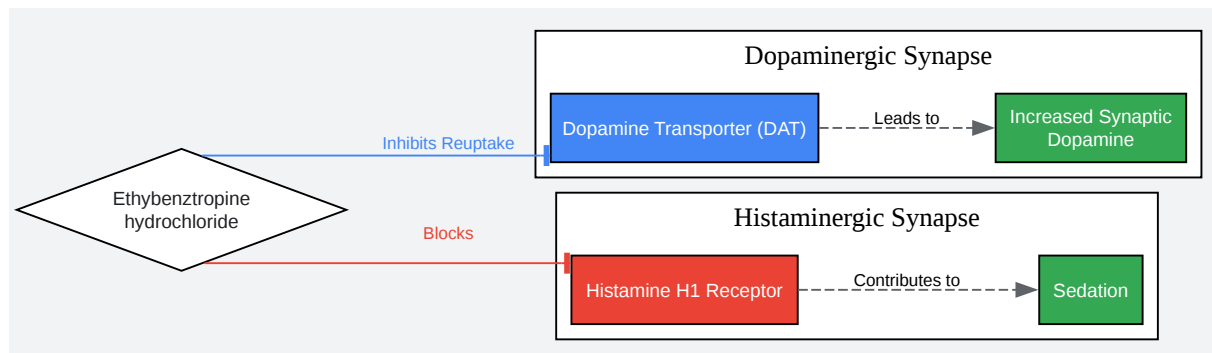 Dopaminergic Synapse
Dopamine Transporter (DAT)
Leads to
Increased Synaptic
Dopamine
Inhibits Reuptake
Ethybenztropine
hydrochloride
Histaminergic Synapse
Blocks
Histamine H1 Receptor
Contributes to
Sedation